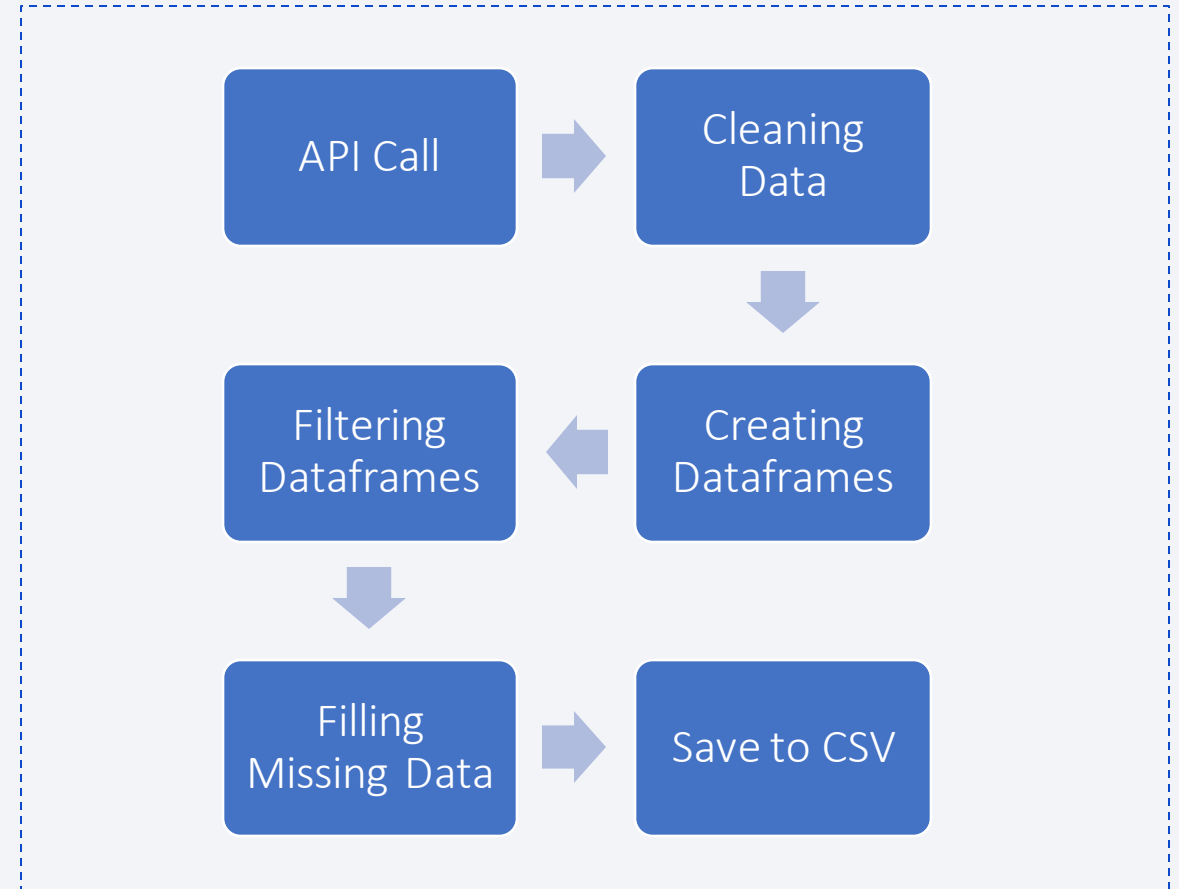 API Call
Cleaning
Data
Creating
Dataframes
Filtering
Dataframes
Filling
Missing Data
Save to CSV